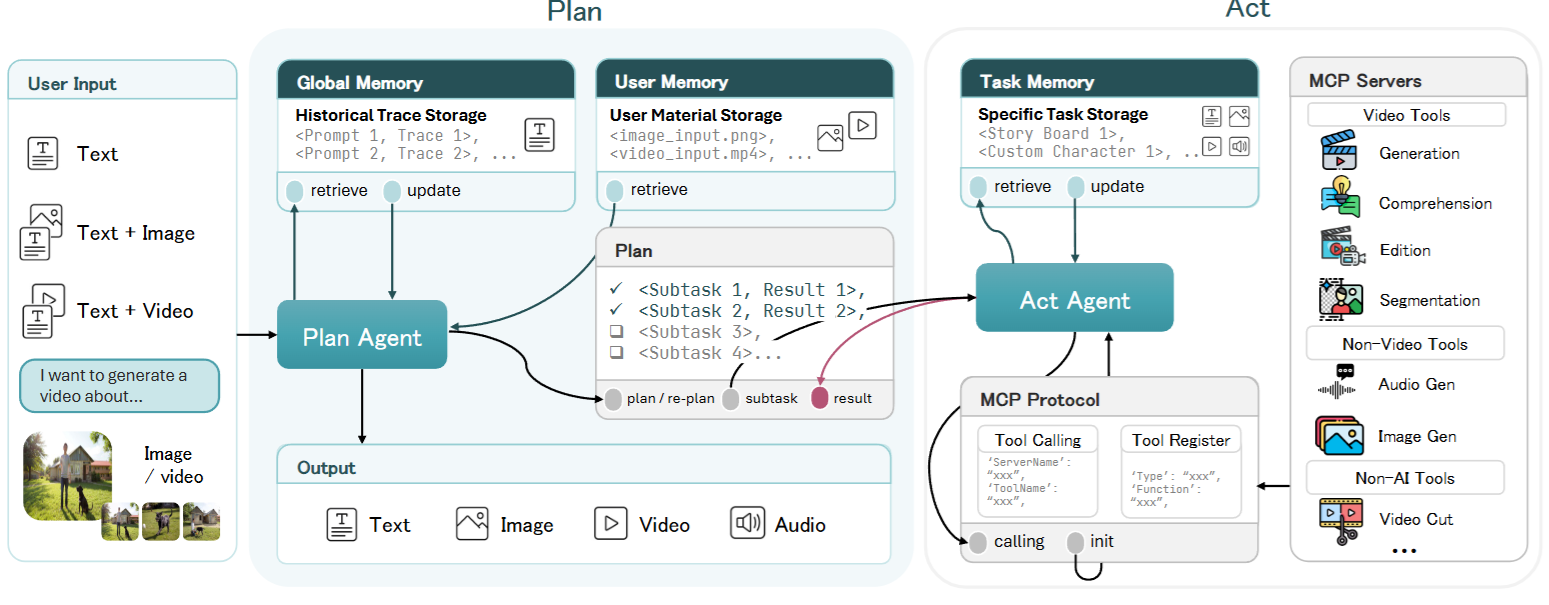 Plan
Act
User Input
Text
Text + Image
Text + Video
I want to generate a
video about...
Image
/ video
Global Memory
Historical Trace Storage
<Prompt 1, Trace 1>,
<Prompt 2, Trace 2>, ...
retrieve
update
User Memory
User Material Storage
<image_input.png>,
<video_input.mp4>, ...
retrieve
Plan Agent
Plan
✓ <Subtask 1, Result 1>,
✓ <Subtask 2, Result 2>,
❑ <Subtask 3>,
❑ <Subtask 4>...
plan / re-plan
subtask
result
Output
Text
Image
Video
Audio
Task Memory
Specific Task Storage
<Story Board 1>,
<Custom Character 1>, ..
retrieve
update
Act Agent
MCP Protocol
Tool Calling
‘ServerName’:
“xxx”,
‘ToolName’:
“xxx”,
Tool Register
‘Type’: “xxx”,
‘Function’:
“xxx”,
calling
init
MCP Servers
Video Tools
Generation
Comprehension
Edition
Segmentation
Non-Video Tools
Audio Gen
Image Gen
Non-AI Tools
Video Cut
...